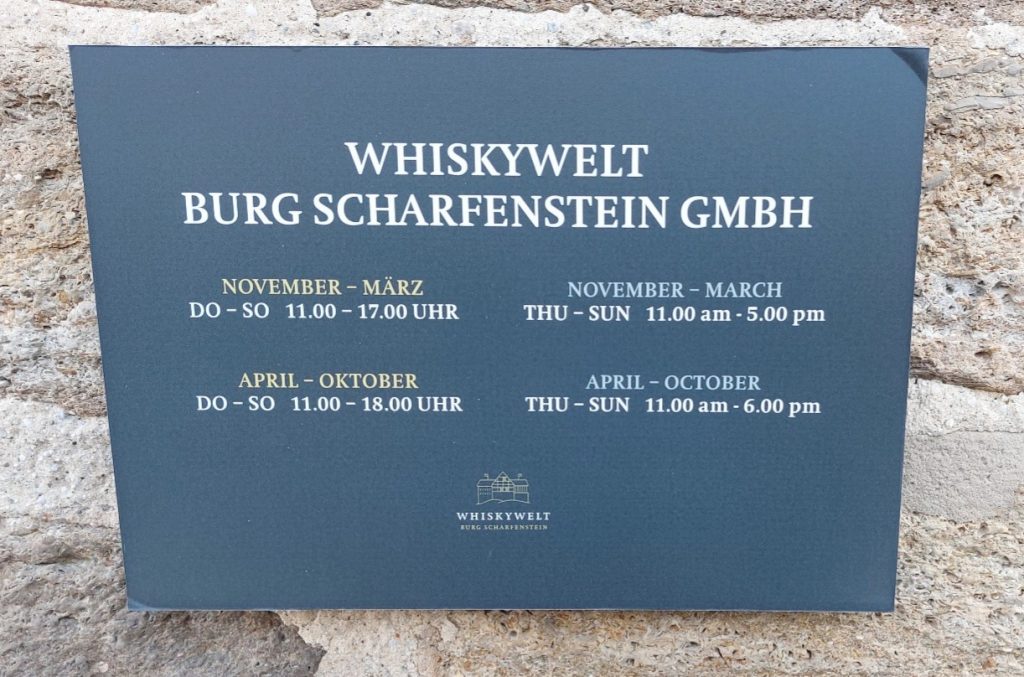 WHISKYWELT
BURG SCHARFENSTEIN GMBH
NOVEMBER – MÄRZ
DO – SO 11.00 – 17.00 UHR
APRIL – OKTOBER
DO – SO 11.00 – 18.00 UHR
NOVEMBER – MARCH
THU – SUN 11.00 am - 5.00 pm
APRIL – OCTOBER
THU – SUN 11.00 am - 6.00 pm
WHISKYWELT
BURG SCHARFENSTEIN